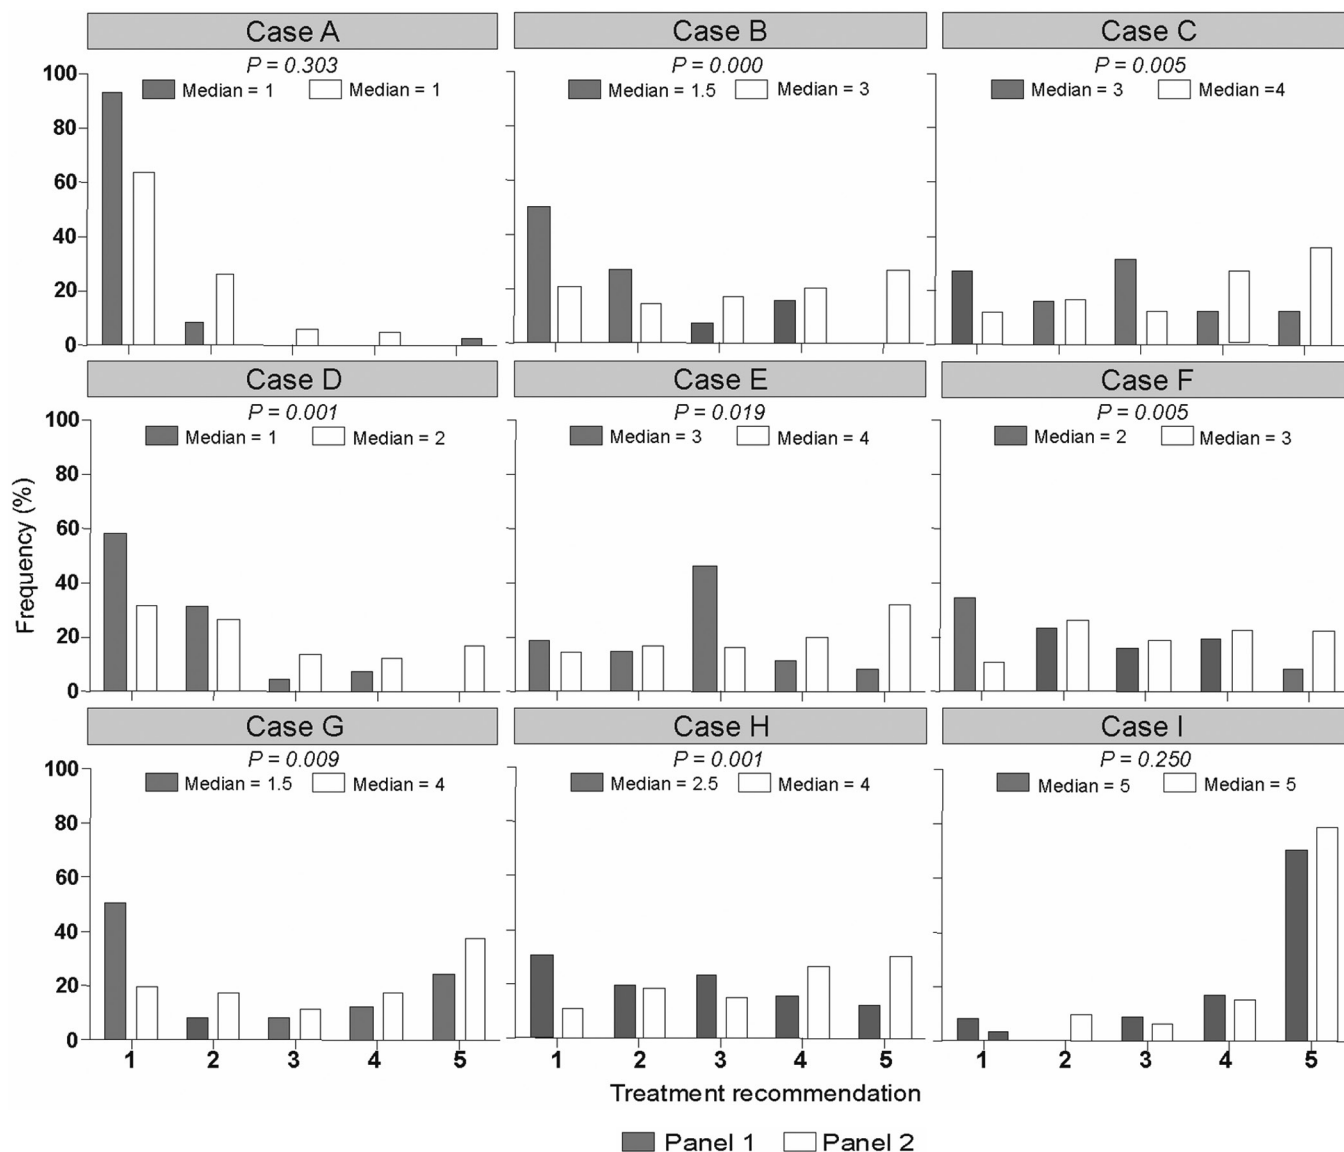 Case A Case B Case C
P = 0.303 P = 0.000 P = 0.005
100 Median = 1 Median = 1 Median = 1.5 Median = 3 Median = 3 Median =4
80
60
40
20
0
Case D Case E Case F
P = 0.001 P = 0.019 P = 0.005
100 Median = 1 Median = 2 Median = 3 Median = 4 Median = 2 Median = 3
80
60
Frequency (%)
40
20
0
Case G Case H Case I
P = 0.009 P = 0.001 P = 0.250
100 Median = 1.5 Median = 4 Median = 2.5 Median = 4 Median = 5 Median = 5
80
60
40
20
0
1 2 3 4 5 1 2 3 4 5 1 2 3 4 5
Treatment recommendation
Panel 1 Panel 2